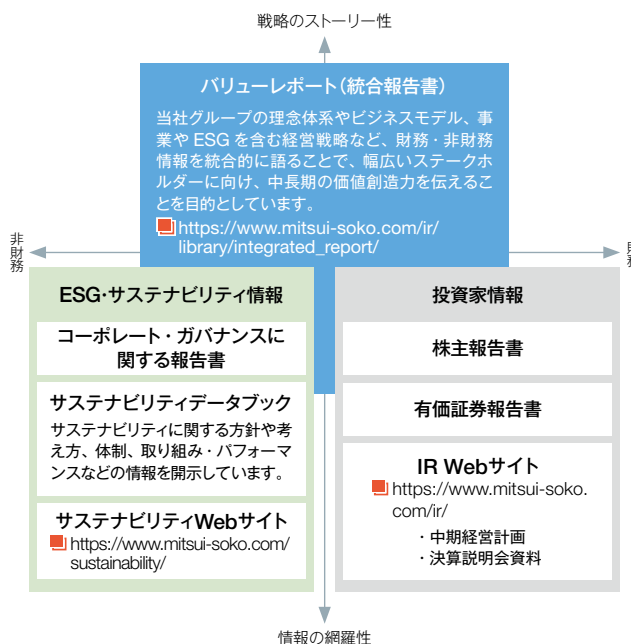 戦略のストーリー性
バリューレポート（統合報告書）
当社グループの理念体系やビジネスモデル、事
業や ESG を含む経営戦略など、財務・非財務
情報を統合的に語ることで、幅広いステークホ
ルダーに向け、中長期の価値創造力を伝えるこ
とを目的としています。
https://www.mitsui-soko.com/ir/
library/integrated_report/
非財務
財務
ESG・サステナビリティ情報
コーポレート・ガバナンスに
関する報告書
サステナビリティデータブック
サステナビリティに関する方針や考
え方、体制、取り組み・パフォーマ
ンスなどの情報を開示しています。
サステナビリティWebサイト
https://www.mitsui-soko.com/
sustainability/
投資家情報
株主報告書
有価証券報告書
IR Webサイト
https://www.mitsui-soko.
com/ir/
・中期経営計画
・決算説明会資料
情報の網羅性